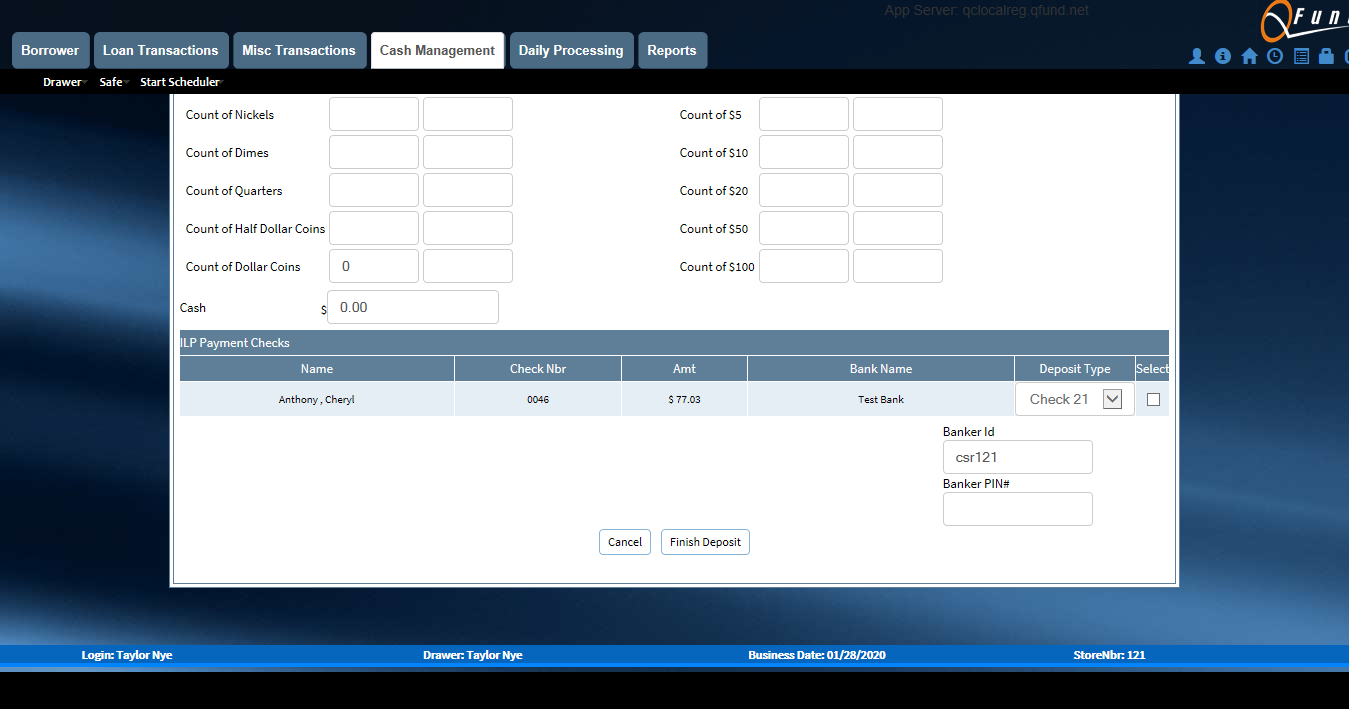 App Server: qclocalreg.qfund.net
QFun
Borrower Loan Transactions Misc Transactions Cash Management Daily Processing Reports
Drawer Safe Start Scheduler
Count of Nickels Count of $5
Count of Dimes Count of $10
Count of Quarters Count of $20
Count of Half Dollar Coins Count of $50
Count of Dollar Coins 0 Count of $100
Cash $ 0.00
ILP Payment Checks
Name Check Nbr Amt Bank Name Deposit Type Select
Anthony , Cheryl 0046 $ 77.03 Test Bank Check 21
Banker Id
csr121
Banker PIN#
Cancel Finish Deposit
Login: Taylor Nye Drawer: Taylor Nye Business Date: 01/28/2020 StoreNbr: 121